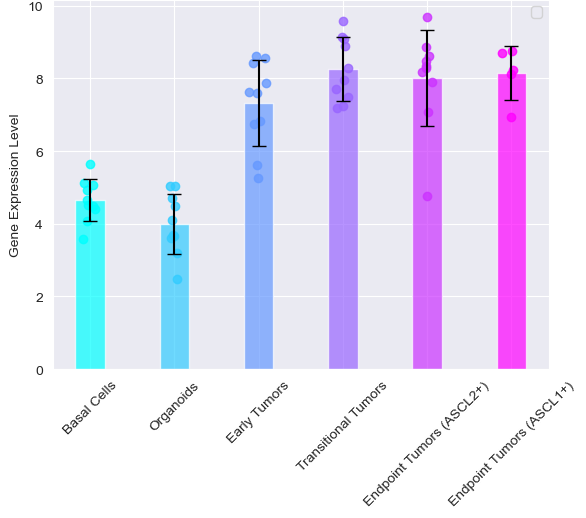 10
8
6
4
2
0
Gene Expression Level
Basal Cells
Organoids
Early Tumors
Transitional Tumors
Endpoint Tumors (ASCL2+)
Endpoint Tumors (ASCL1+)